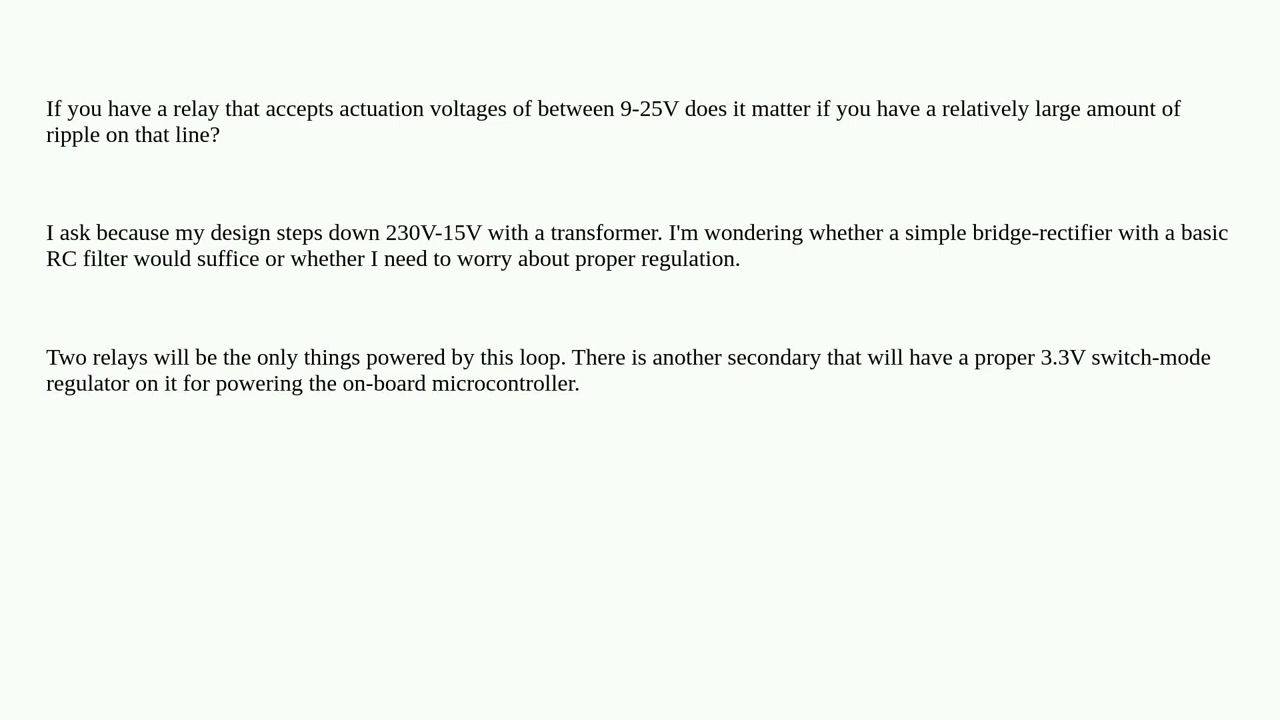 If you have a relay that accepts actuation voltages of between 9-25V does it matter if you have a relatively large amount of
ripple on that line?
I ask because my design steps down 230V-15V with a transformer. I'm wondering whether a simple bridge-rectifier with a basic
RC filter would suffice or whether I need to worry about proper regulation.
Two relays will be the only things powered by this loop. There is another secondary that will have a proper 3.3V switch-mode
regulator on it for powering the on-board microcontroller.